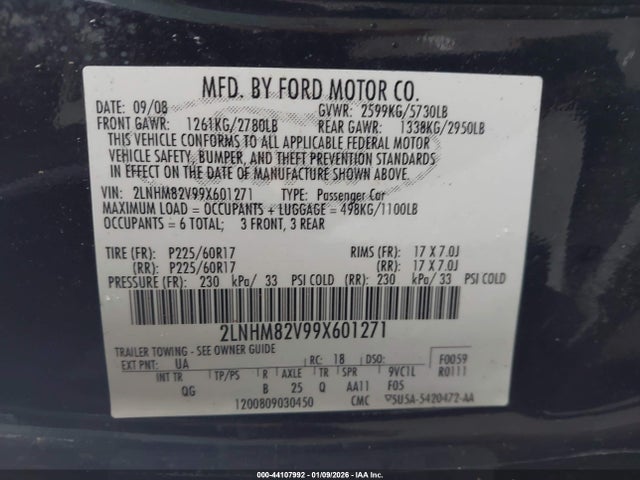 MFD. BY FORD MOTOR CO.
DATE: 09/08 GVWR: 2599KG/5730LB
FRONT GAWR: 1261KG/2780LB REAR GAWR: 1338KG/2950LB
THIS VEHICLE CONFORMS TO ALL APPLICABLE FEDERAL MOTOR
VEHICLE SAFETY, BUMPER, AND THEFT PREVENTION STANDARDS
IN EFFECT ON THE DATE OF MANUFACTURE SHOWN ABOVE.
VIN: 2LNHM82V99X601271 TYPE: Passenger Car
MAXIMUM LOAD = OCCUPANTS + LUGGAGE = 498KG/1100LB
OCCUPANTS = 6 TOTAL; 3 FRONT, 3 REAR
TIRE (FR): P225/60R17 RIMS (FR): 17 X 7.0J
(RR): P225/60R17 (RR): 17 X 7.0J
PRESSURE (FR): 230 kPa/ 33 PSI COLD (RR): 230 kPa/ 33 PSI COLD
2LNHM82V99X601271
TRAILER TOWING - SEE OWNER GUIDE
EXT PNT: UA RC: 18 DSO: F0059
R0111
INT TR TP/PS R AXLE TR SPR 9VC1L
QG B 25 Q AA11 F05
1200809030450 CMC 5U5A-5420472-AA
000-44107992 - 01/09/2026 - IAA Inc.